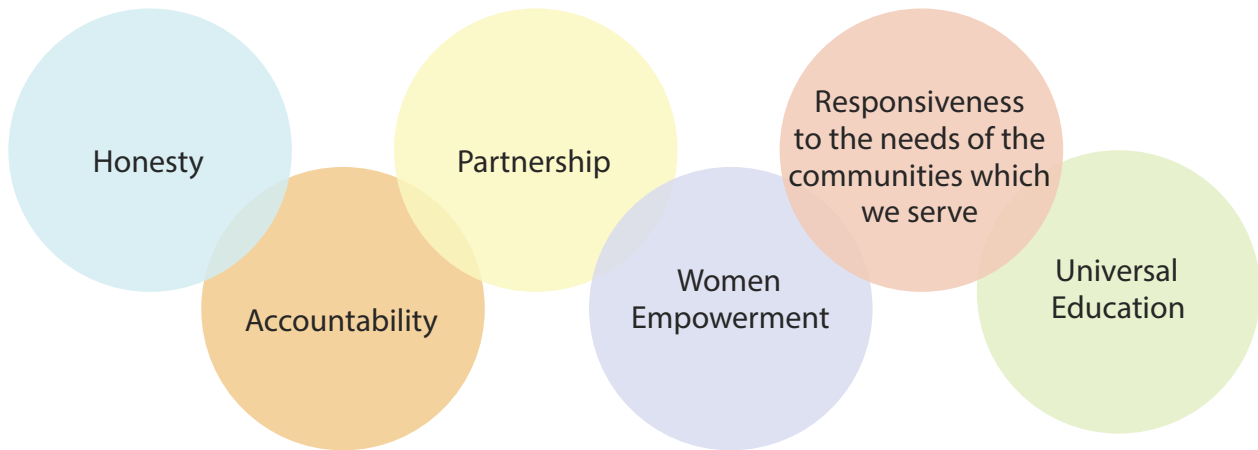 Honesty
Accountability
Partnership
Women
Empowerment
Responsiveness
to the needs of the
communities which
we serve
Universal
Education